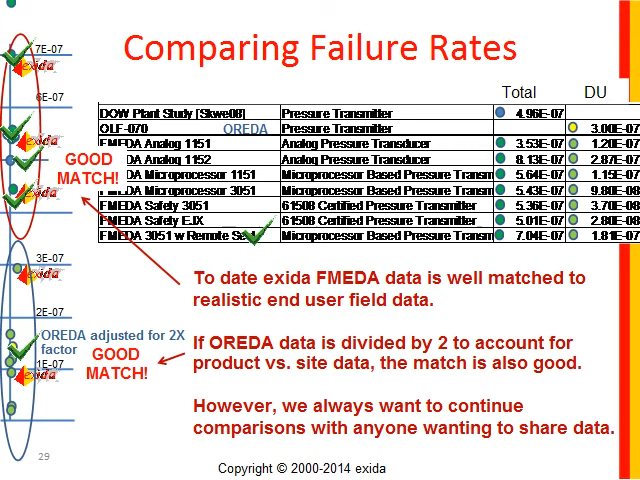 Comparing Failure Rates
7E-07
exida
6E-07
Total DU
DOW Plant Study [Skwe08] Pressure Transmitter 4.96E-07
OLF-070 OREDA Pressure Transmitter 3.00E-07
FMEDA Analog 1151 Analog Pressure Transducer 3.53E-07 1.20E-07
FMEDA Analog 1152 Analog Pressure Transducer 8.13E-07 2.87E-07
Microprocessor 1151 Microprocessor Based Pressure Transm 5.64E-07 1.15E-07
Microprocessor 3051 Microprocessor Based Pressure Transm 5.43E-07 9.80E-08
FMEDA Safety 3051 61508 Certified Pressure Transmitter 5.36E-07 3.70E-08
FMEDA Safety EJX 61508 Certified Pressure Transmitter 5.01E-07 2.80E-08
FMEDA 3051 w Remote Microprocessor Based Pressure Transm 7.04E-07 1.81E-07
exida
GOOD
MATCH!
exida
3E-07
exida
To date exida FMEDA data is well matched to
realistic end user field data.
2E-07
OREDA adjusted for 2X
factor
GOOD
MATCH!
1E-07
exida
If OREDA data is divided by 2 to account for
product vs. site data, the match is also good.
However, we always want to continue
comparisons with anyone wanting to share data.
29
Copyright © 2000-2014 exida